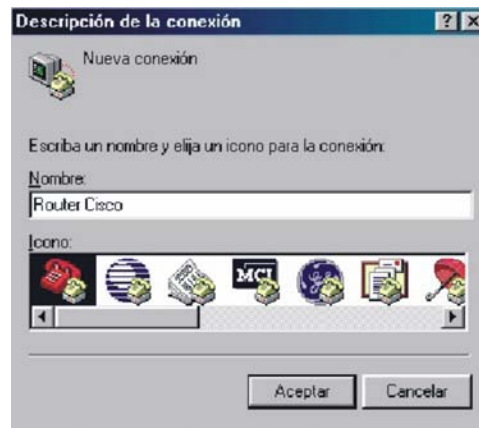 Descripción de la conexión
Nueva conexión
Escriba un nombre y elija un icono para la conexión:
Nombre:
Router Cisco
Icono:
MCI
Aceptar
Cancelar